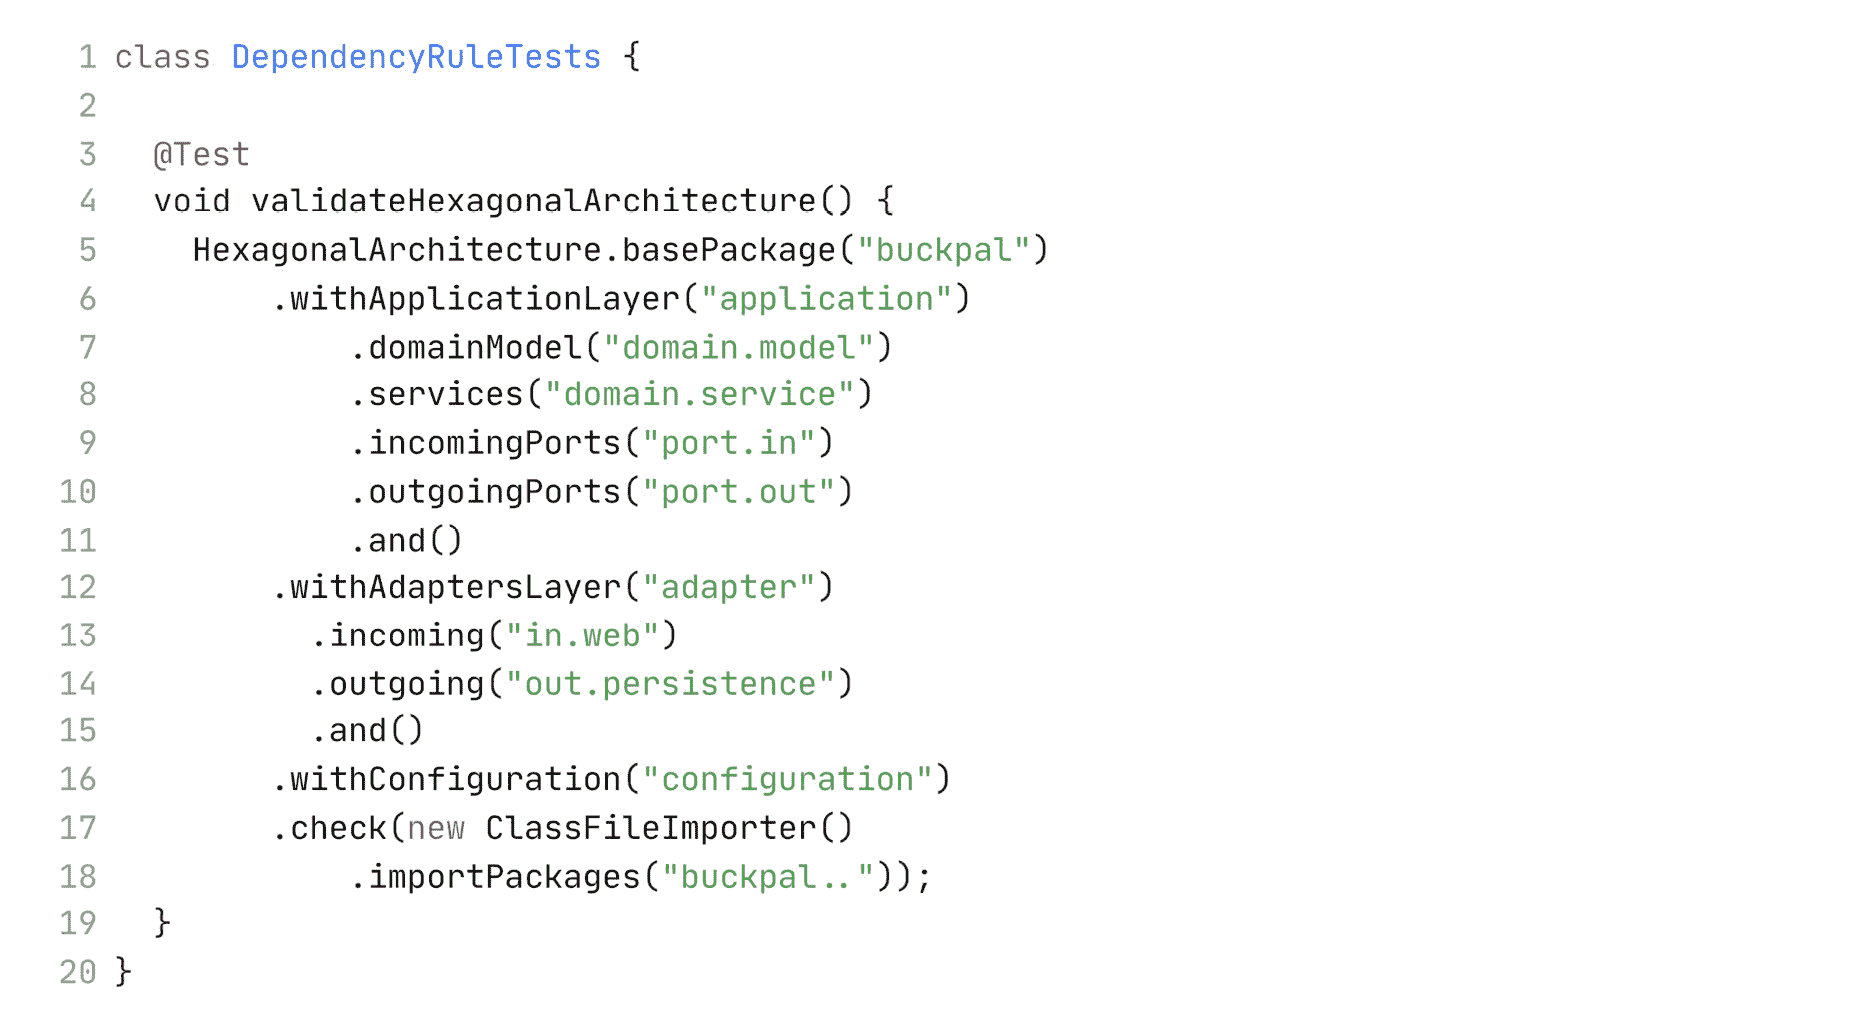 1 class DependencyRuleTests {
2
3 @Test
4 void validateHexagonalArchitecture() {
5 HexagonalArchitecture.basePackage("buckpal")
6 .withApplicationLayer("application")
7 .domainModel("domain.model")
8 .services("domain.service")
9 .incomingPorts("port.in")
10 .outgoingPorts("port.out")
11 .and()
12 .withAdaptersLayer("adapter")
13 .incoming("in.web")
14 .outgoing("out.persistence")
15 .and()
16 .withConfiguration("configuration")
17 .check(new ClassFileImporter()
18 .importPackages("buckpal.."));
19 }
20 }